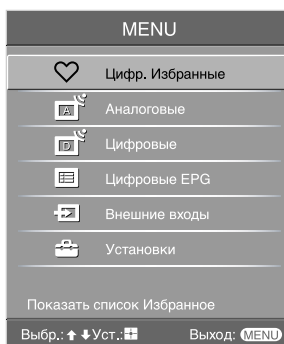 MENU
Цифр. Избранные
A Аналоговые
D Цифровые
Цифровые EPG
Внешние входы
Установки
Показать список Избранное
Выбр.: Уст.: Выход: MENU